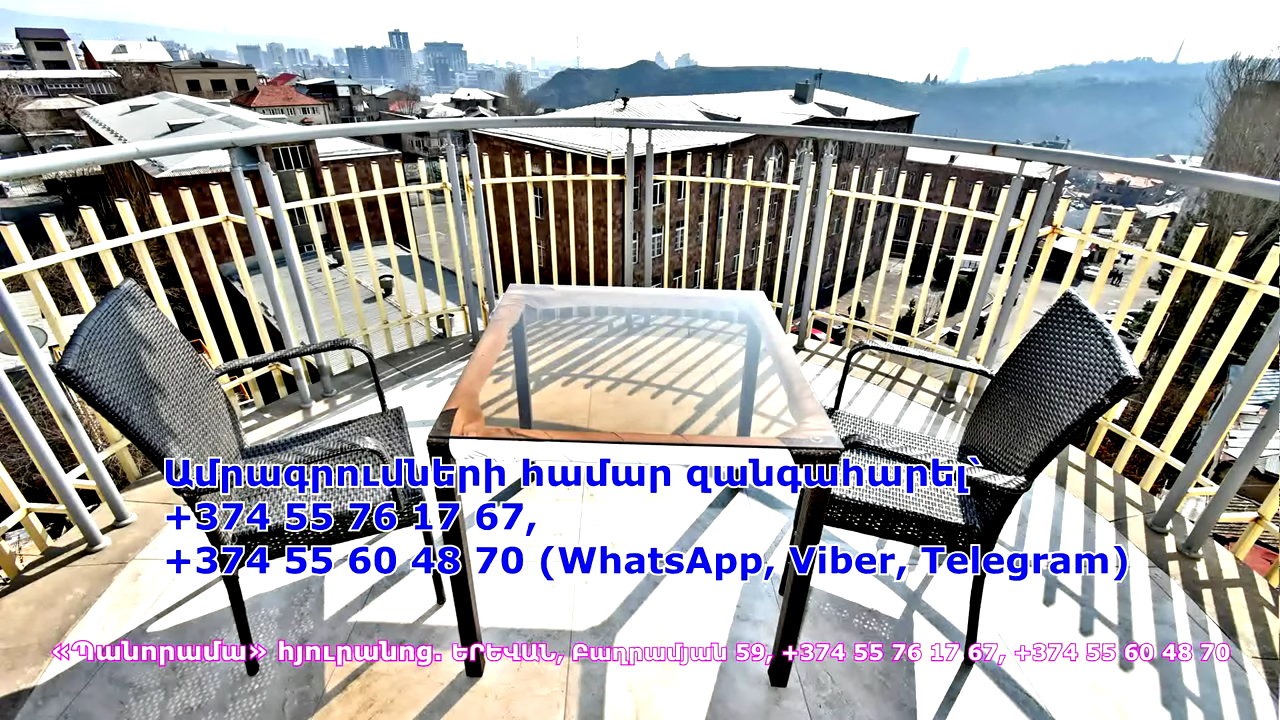 Ամրագրումների համար զանգահարել՝
+374 55 76 17 67,
+374 55 60 48 70 (WhatsApp, Viber, Telegram)
«Պանորամա» հյուրանոց. ԵՐԵՎԱՆ, Բաղրամյան 59, +374 55 76 17 67, +374 55 60 48 70